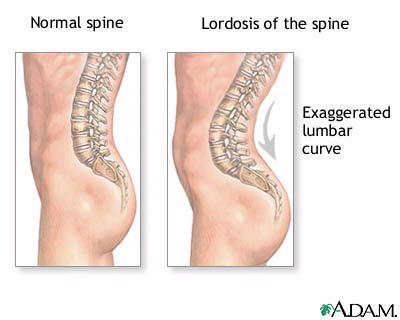 Normal spine
Lordosis of the spine
Exaggerated
lumbar
curve
A.D.A.M.